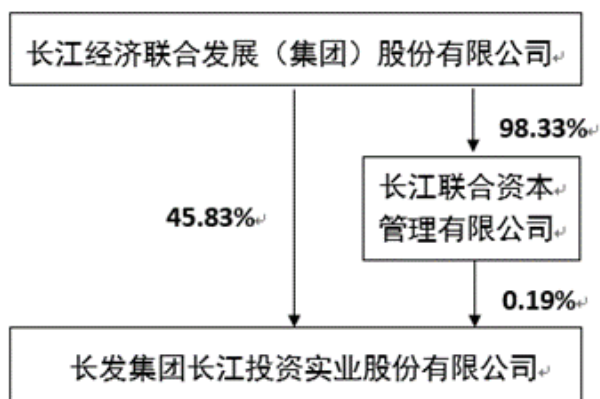 长江经济联合发展（集团）股份有限公司
98.33%
长江联合资本
管理有限公司
45.83%
0.19%
长发集团长江投资实业股份有限公司